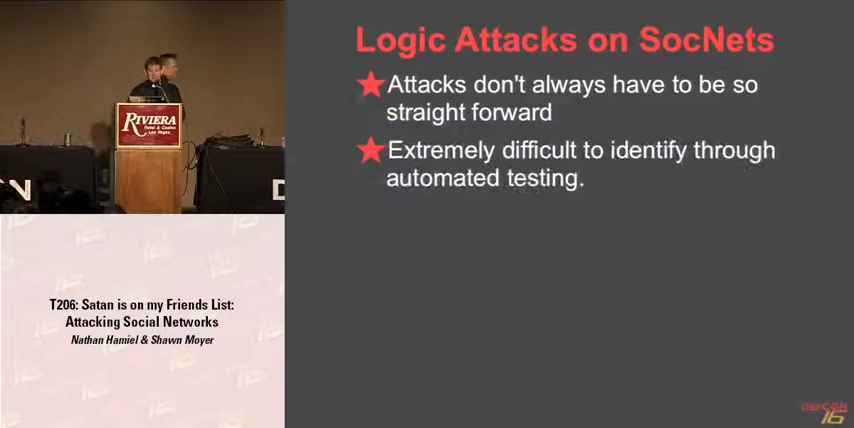 RIVIERA
Hotel & Casino
Las Vegas
N
D
T206: Satan is on my Friends List:
Attacking Social Networks
Nathan Hamiel & Shawn Moyer
Logic Attacks on SocNets
Attacks don't always have to be so
straight forward
Extremely difficult to identify through
automated testing.
DEFCON
16